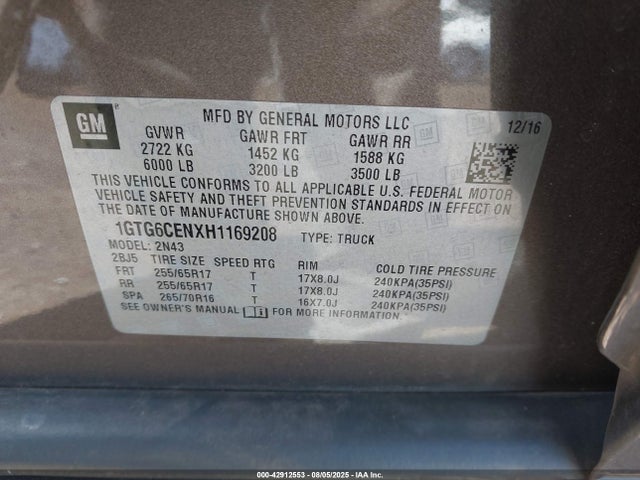 GM
®
MFD BY GENERAL MOTORS LLC
12/16
GVWR GAWR FRT GAWR RR
2722 KG 1452 KG 1588 KG
6000 LB 3200 LB 3500 LB
THIS VEHICLE CONFORMS TO ALL APPLICABLE U.S. FEDERAL MOTOR
VEHICLE SAFETY AND THEFT PREVENTION STANDARDS IN EFFECT ON
THE DATE OF MANUFACTURE SHOWN ABOVE.
1GTG6CENXH1169208 TYPE: TRUCK
MODEL: 2N43
2BJ5 TIRE SIZE SPEED RTG RIM COLD TIRE PRESSURE
FRT 255/65R17 T 17X8.0J 240KPA(35PSI)
RR 255/65R17 T 17X8.0J 240KPA(35PSI)
SPA 265/70R16 T 16X7.0J 240KPA(35PSI)
SEE OWNER'S MANUAL FOR MORE INFORMATION.
000-42912553 - 08/05/2025 - IAA Inc.